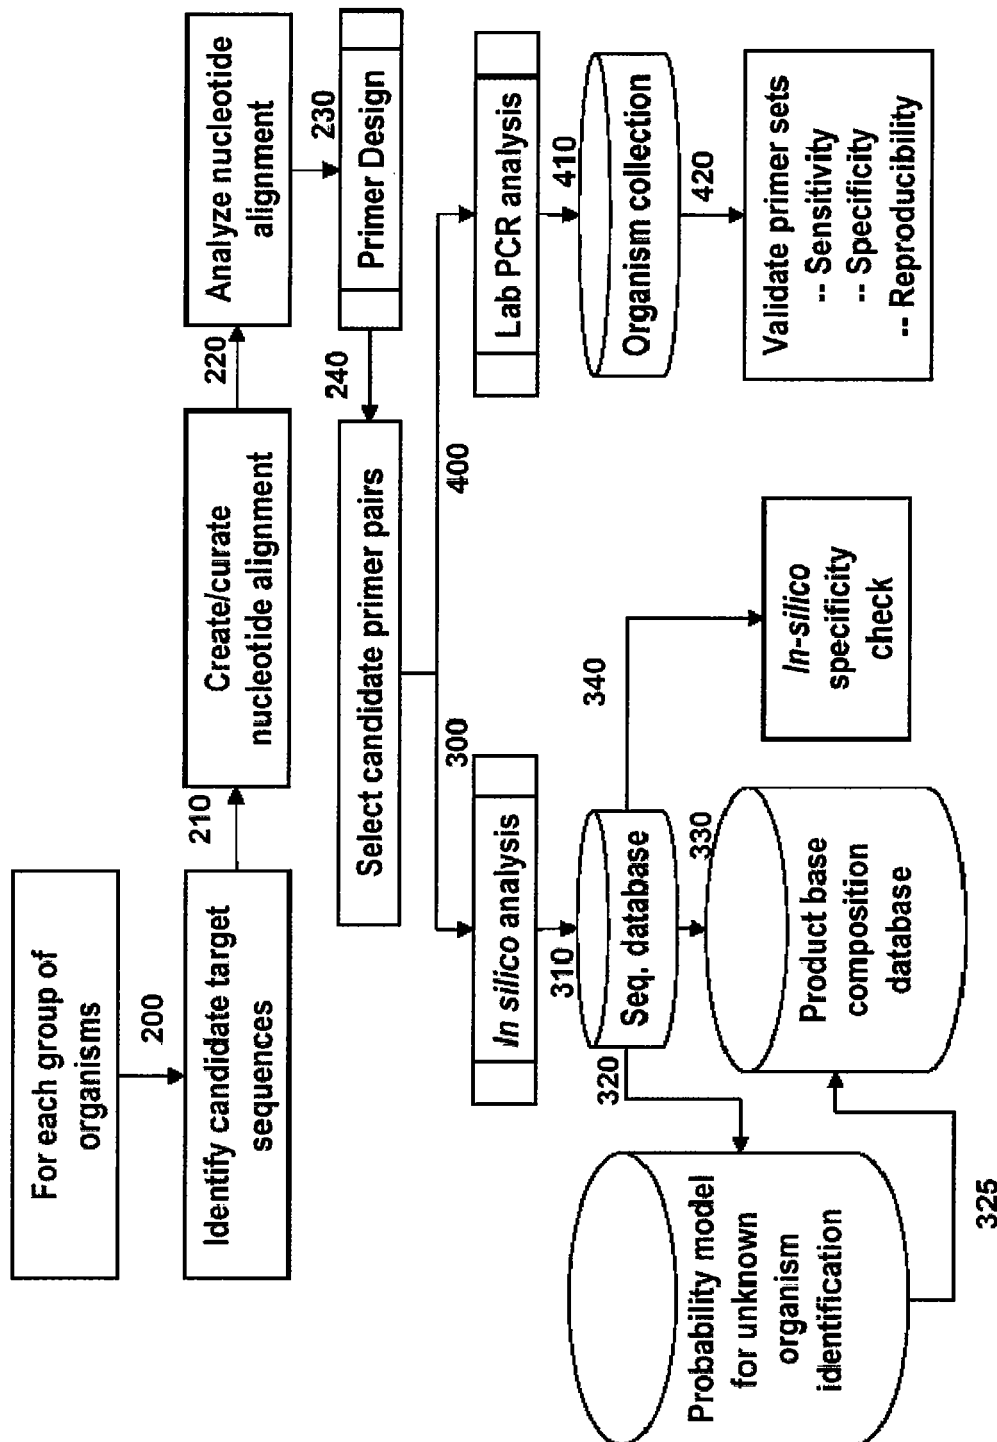 For each group of
organisms
200
Identify candidate target
sequences
210
Create/curate
nucleotide alignment
220
Analyze nucleotide
alignment
230
Primer Design
240
Select candidate primer pairs
300
400
In silico analysis
310
Seq. database
320
330
340
Probability model
for unknown
organism
identification
325
Product base
composition
database
In-silico
specificity
check
Lab PCR analysis
410
Organism collection
420
Validate primer sets
-- Sensitivity
-- Specificity
-- Reproducibility